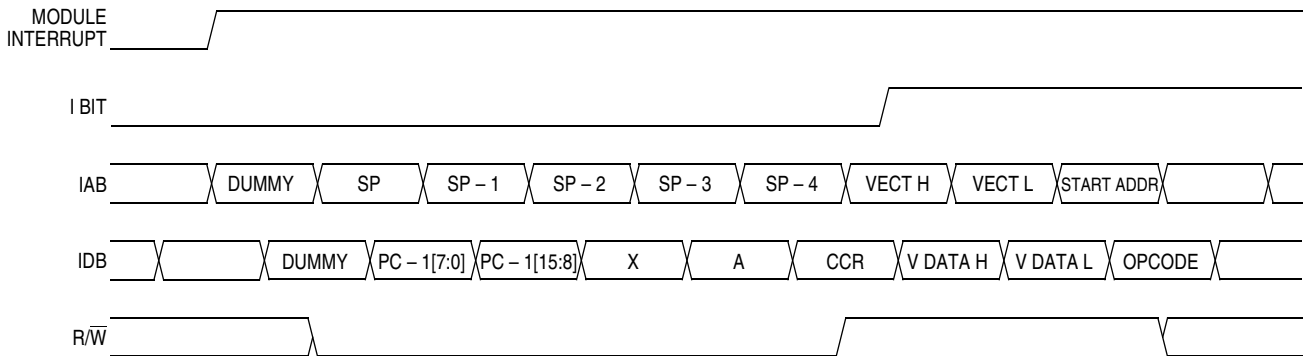 MODULE
INTERRUPT
I BIT
IAB DUMMY SP SP – 1 SP – 2 SP – 3 SP – 4 VECT H VECT L START ADDR
IDB DUMMY PC – 1[7:0] PC – 1[15:8] X A CCR V DATA H V DATA L OPCODE
R/W̅